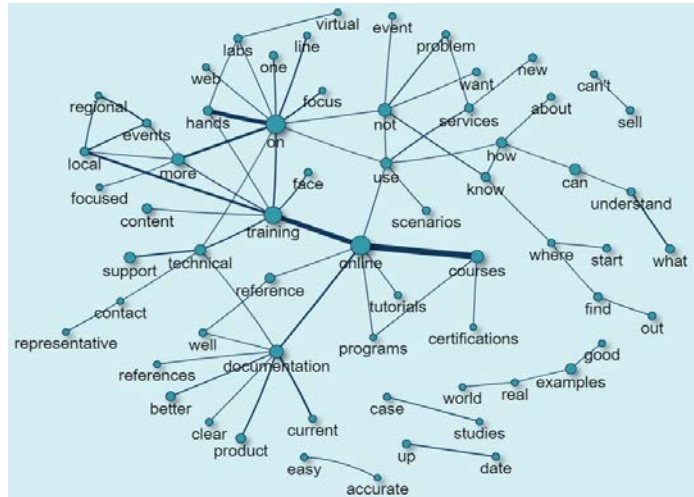 virtual
event
labs
line
problem
one
web
want
new
can't
regional
focus
about
hands
services
sell
events
on
not
local
more
how
face
use
can
focused
know
understand
content
training
scenarios
support
technical
online
courses
where
start
what
reference
contact
tutorials
find
well
certifications
out
representative
programs
good
references
documentation
examples
real
world
better
case
clear
current
studies
product
up
easy
date
accurate